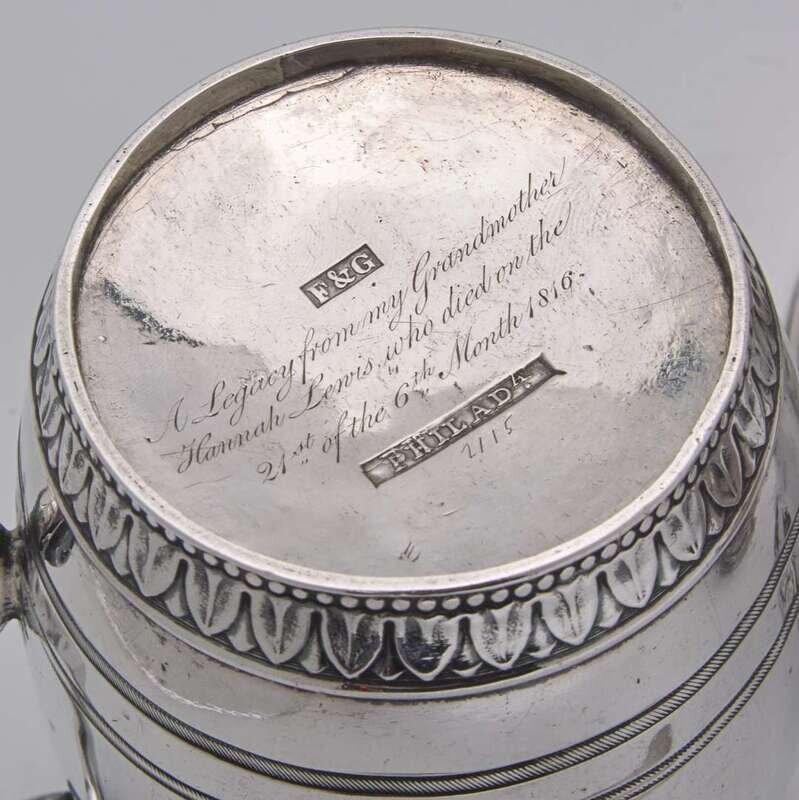 F&G
A Legacy from my Grandmother
Hannah Lewis, who died on the
21st of the 6th Month 1816.
PHILADA
2115